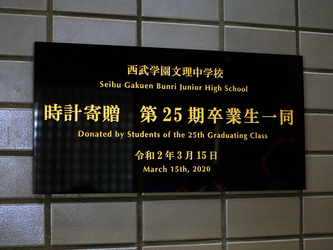 西武学園文理中学校
Seibu Gakuen Bunri Junior High School
時計寄贈　第25期卒業生一同
Donated by Students of the 25th Graduating Class
令和2年3月15日
March 15th, 2020